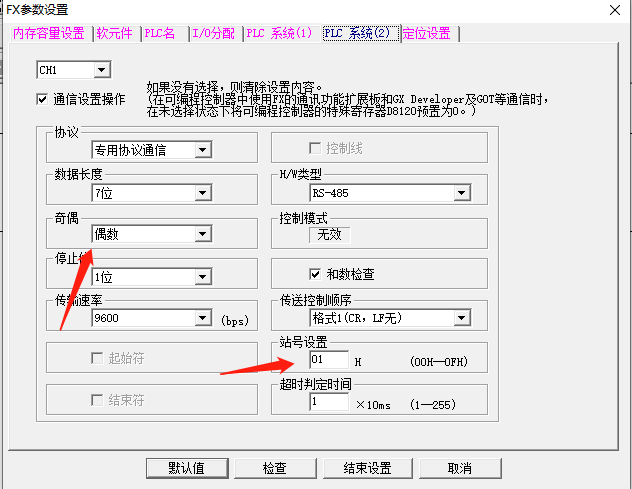 FX参数设置
内存容量设置 软元件 PLC名 I/O分配 PLC 系统(1) PLC 系统(2) 定位设置
CH1
通信设置操作
如果没有选择，则清除设置内容。
(在可编程控制器中使用FX的通讯功能扩展板和GX Developer及GOT等通信时，
在未选择状态下将可编程控制器的特殊寄存器D8120预置为0。)
协议
专用协议通信
控制线
数据长度
7位
H/W类型
RS-485
奇偶
偶数
控制模式
无效
停止
1位
和数检查
传输速率
9600 (bps)
传送控制顺序
格式1(CR，LF无)
起始符
站号设置
01 H (00H—0FH)
结束符
超时判定时间
1 ×10ms (1—255)
默认值 检查 结束设置 取消